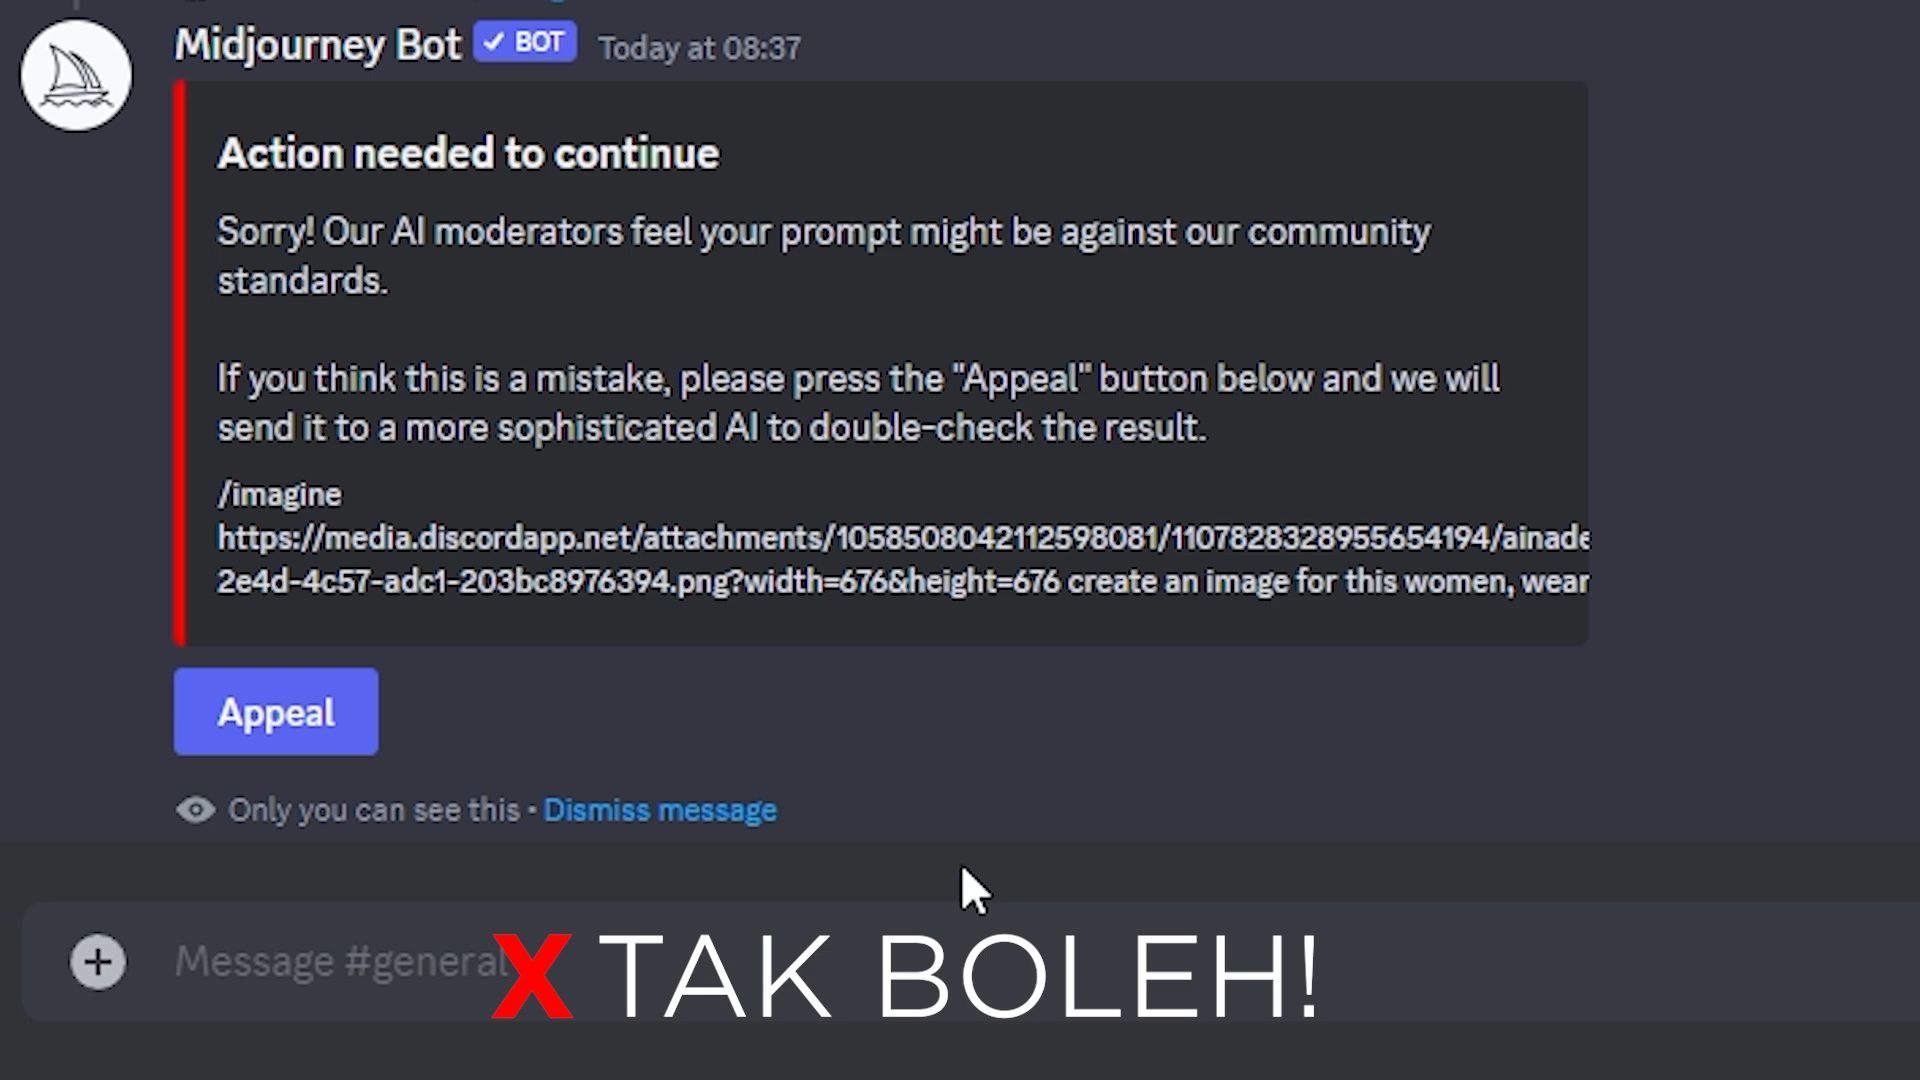 Midjourney Bot ✓ BOT Today at 08:37
Action needed to continue
Sorry! Our AI moderators feel your prompt might be against our community
standards.
If you think this is a mistake, please press the "Appeal" button below and we will
send it to a more sophisticated AI to double-check the result.
/imagine
https://media.discordapp.net/attachments/1058508042112598081/1107828328955654194/ainade
2e4d-4c57-adc1-203bc8976394.png?width=676&height=676 create an image for this women, wear
Appeal
Only you can see this • Dismiss message
Message #general
X TAK BOLEH!